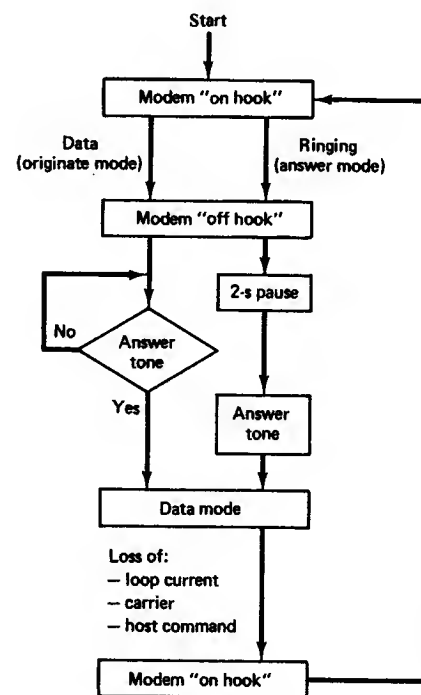 Start
Modem "on hook"
Data
(originate mode)
Ringing
(answer mode)
Modem "off hook"
2-s pause
No
Answer
tone
Yes
Answer
tone
Data mode
Loss of:
— loop current
— carrier
— host command
Modem "on hook"